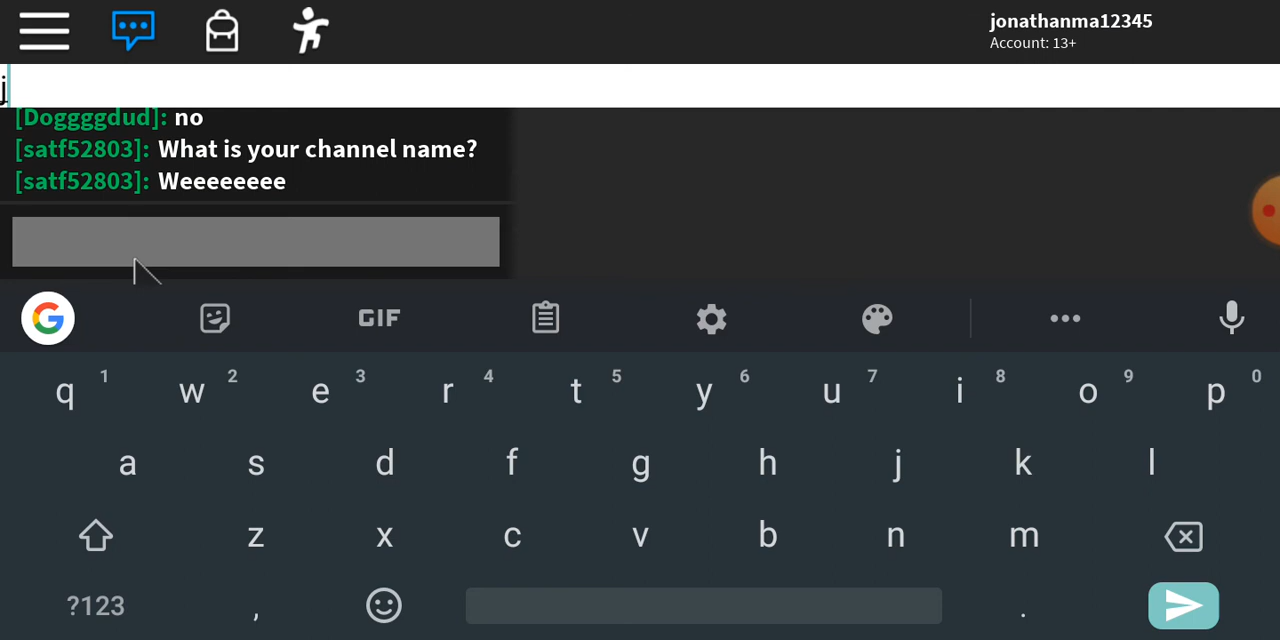 jonathanma12345
Account: 13+
j
[Doggggdud]: no
[satf52803]: What is your channel name?
[satf52803]: Weeeeeeee
G GIF
q 1 w 2 e 3 r 4 t 5 y 6 u 7 i 8 o 9 p 0
a s d f g h j k l
z x c v b n m
?123 , .